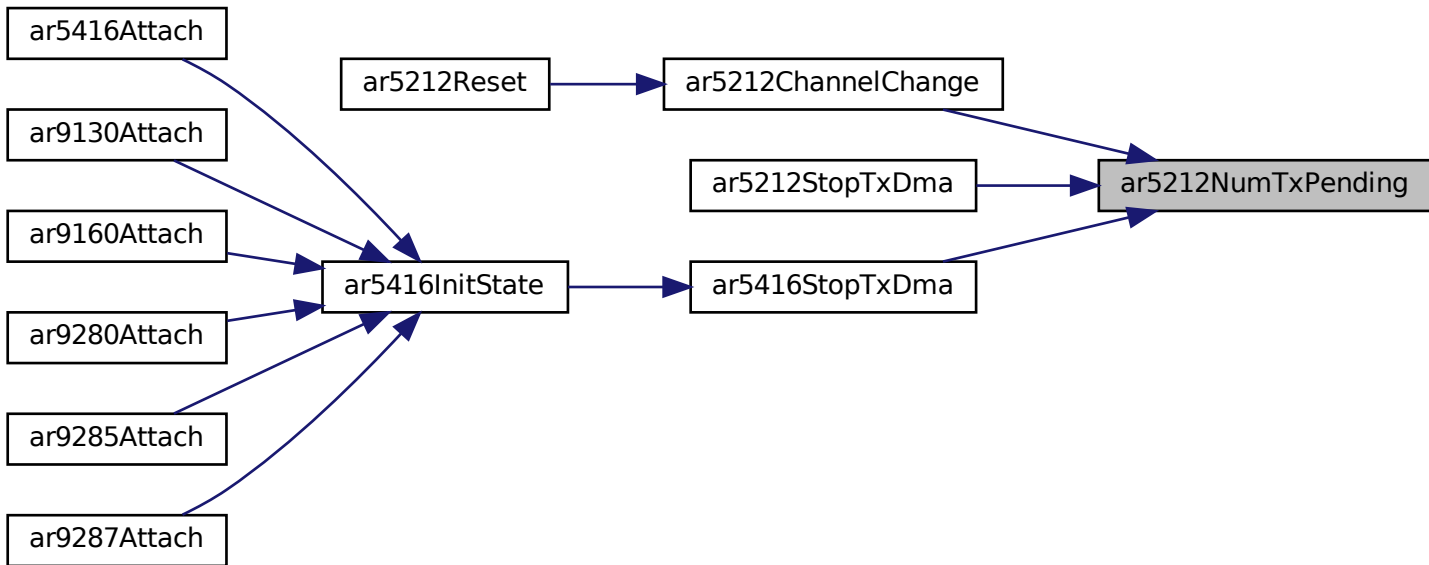 ar5416Attach
ar9130Attach
ar9160Attach
ar9280Attach
ar9285Attach
ar9287Attach
ar5212Reset
ar5416InitState
ar5212ChannelChange
ar5212StopTxDma
ar5416StopTxDma
ar5212NumTxPending